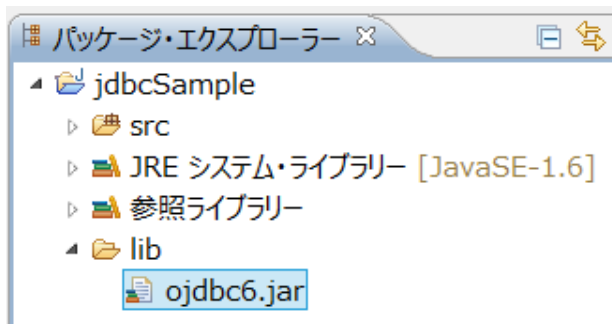 パッケージ・エクスプローラー
jdbcSample
src
JRE システム・ライブラリー [JavaSE-1.6]
参照ライブラリー
lib
ojdbc6.jar